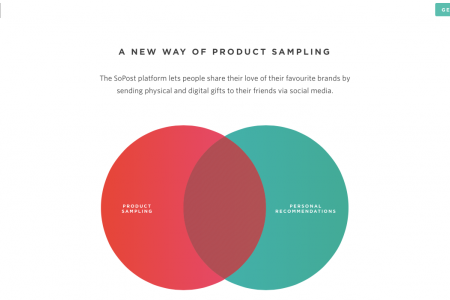 GE
A NEW WAY OF PRODUCT SAMPLING
The SoPost platform lets people share their love of their favourite brands by
sending physical and digital gifts to their friends via social media.
PRODUCT
SAMPLING
PERSONAL
RECOMMENDATIONS